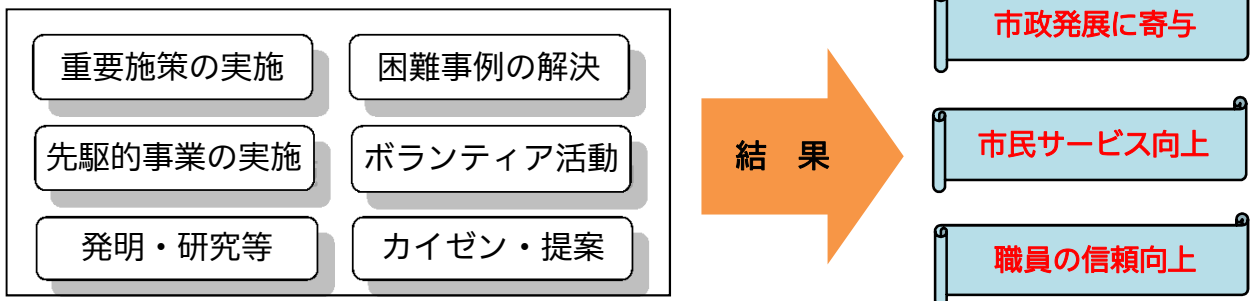 重要施策の実施
困難事例の解決
先駆的事業の実施
ボランティア活動
発明・研究等
カイゼン・提案
結 果
市政発展に寄与
市民サービス向上
職員の信頼向上